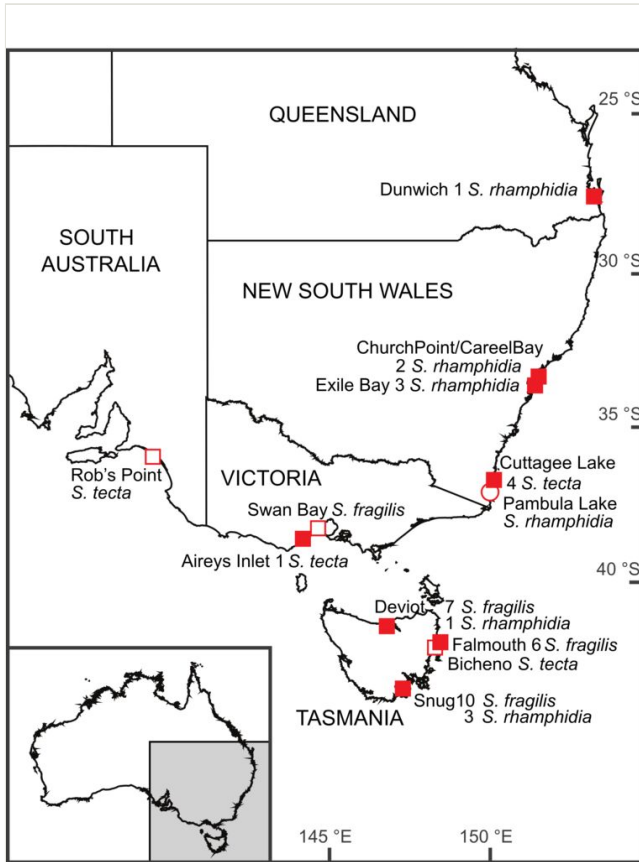 25 °S
QUEENSLAND
Dunwich 1 S. rhamphidia
SOUTH
AUSTRALIA
30 °S
NEW SOUTH WALES
ChurchPoint/CareelBay
2 S. rhamphidia
Exile Bay 3 S. rhamphidia
35 °S
Cuttagee Lake
4 S. tecta
Rob's Point
S. tecta
VICTORIA
Pambula Lake
S. rhamphidia
Swan Bay S. fragilis
Aireys Inlet 1 S. tecta
40 °S
Deviot 7 S. fragilis
1 S. rhamphidia
Falmouth 6 S. fragilis
Bicheno S. tecta
Snug10 S. fragilis
3 S. rhamphidia
TASMANIA
145 °E
150 °E